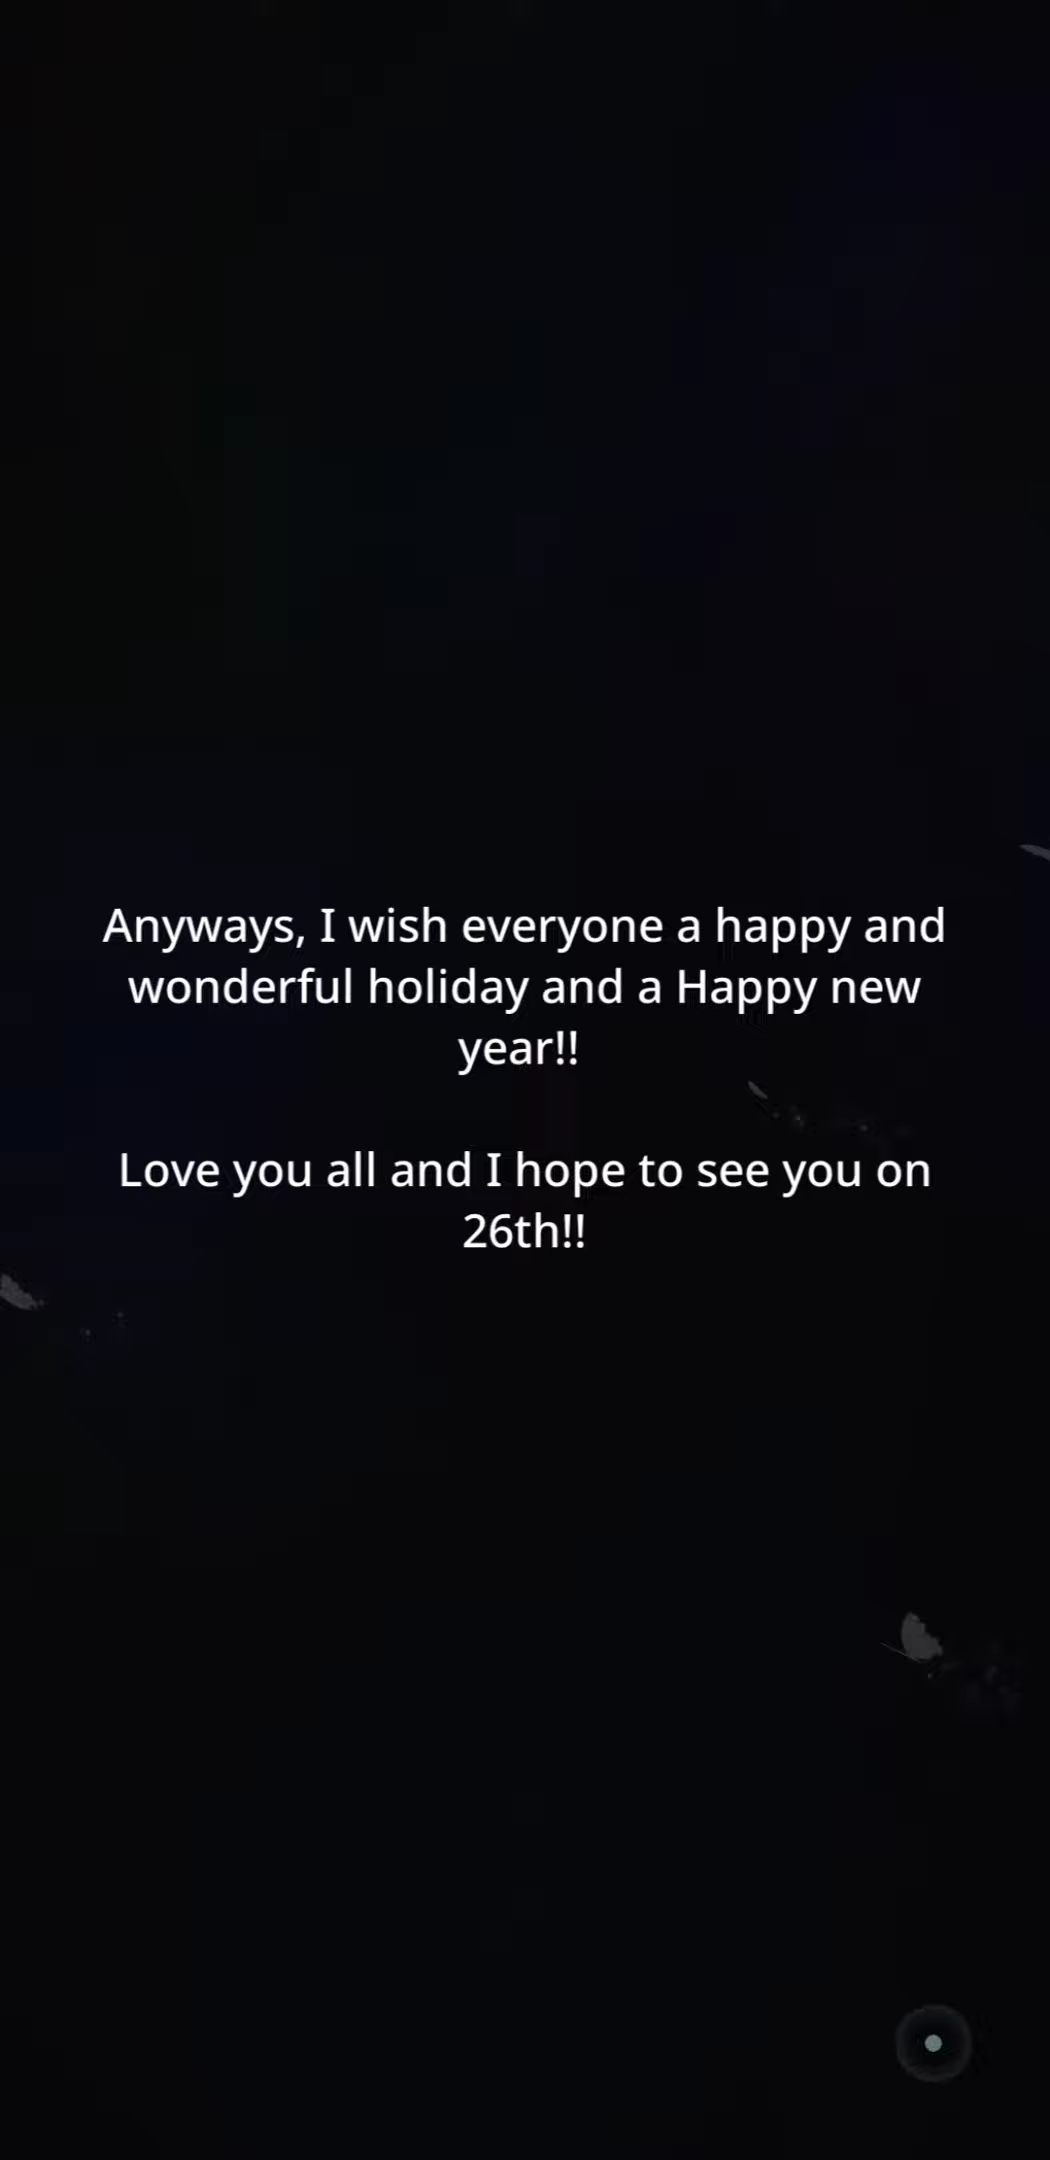 Anyways, I wish everyone a happy and
wonderful holiday and a Happy new
year!!
Love you all and I hope to see you on
26th!!